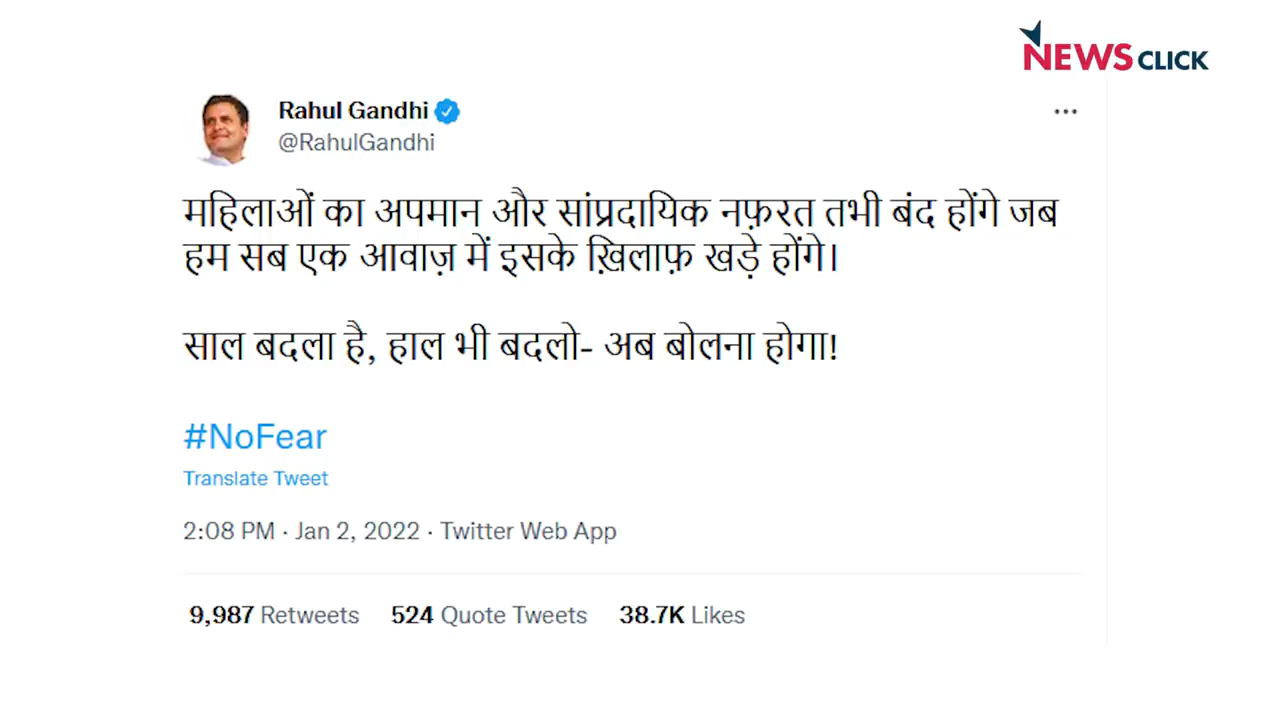 NEWS CLICK
Rahul Gandhi
@RahulGandhi
महिलाओं का अपमान और सांप्रदायिक नफ़रत तभी बंद होंगे जब
हम सब एक आवाज़ में इसके ख़िलाफ़ खड़े होंगे।
साल बदला है, हाल भी बदलो- अब बोलना होगा!
#NoFear
Translate Tweet
2:08 PM · Jan 2, 2022 · Twitter Web App
9,987 Retweets 524 Quote Tweets 38.7K Likes